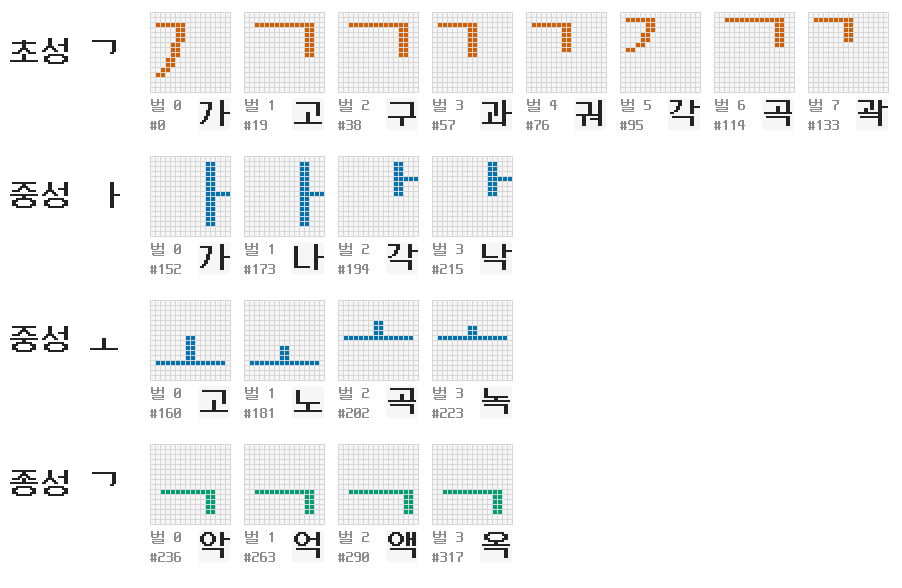 초성 ㄱ
벌 0 벌 1 벌 2 벌 3 벌 4 벌 5 벌 6 벌 7
#0 가 #19 고 #38 구 #57 과 #76 궈 #95 각 #114 곡 #133 곽
중성 ㅏ
벌 0 벌 1 벌 2 벌 3
#152 가 #173 나 #194 각 #215 낙
중성 ㅗ
벌 0 벌 1 벌 2 벌 3
#160 고 #181 노 #202 곡 #223 녹
종성 ㄱ
벌 0 벌 1 벌 2 벌 3
#236 악 #263 억 #290 액 #317 옥